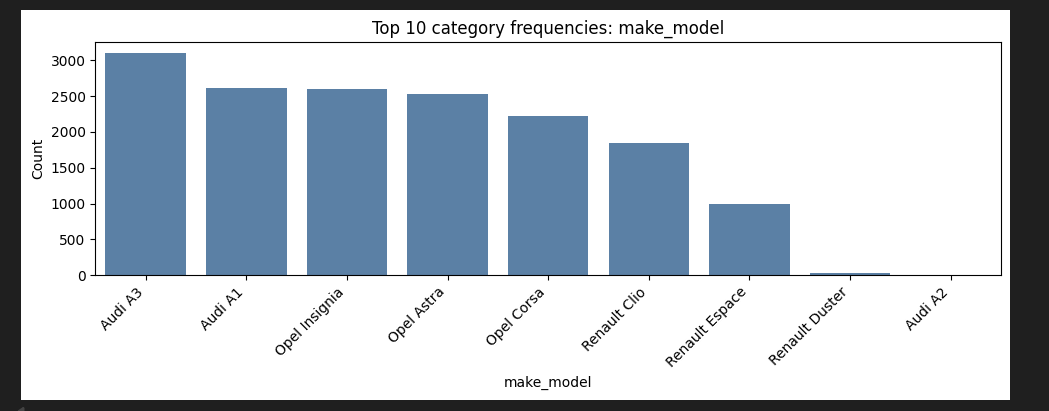 Top 10 category frequencies: make_model
Count
3000
2500
2000
1500
1000
500
0
Audi A3
Audi A1
Opel Insignia
Opel Astra
Opel Corsa
Renault Clio
Renault Espace
Renault Duster
Audi A2
make_model